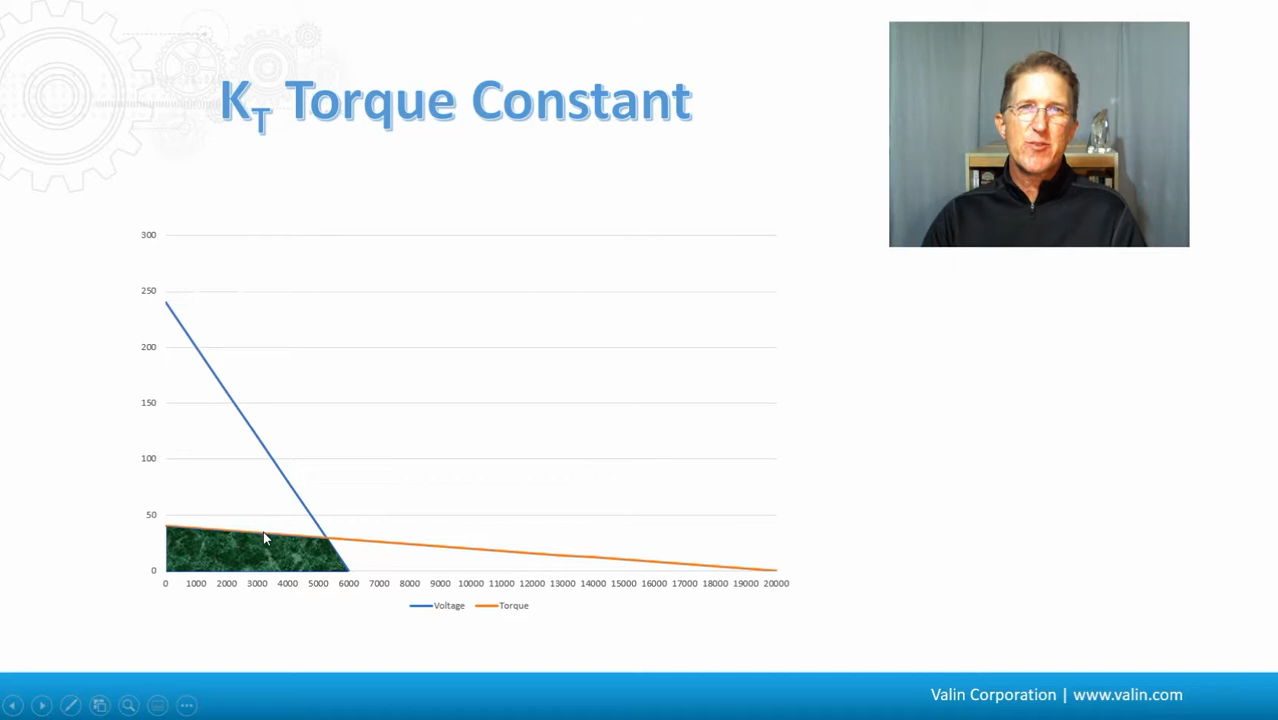 K_T Torque Constant
300
250
200
150
100
50
0
0 1000 2000 3000 4000 5000 6000 7000 8000 9000 10000 11000 12000 13000 14000 15000 16000 17000 18000 19000 20000
Voltage Torque
Valin Corporation | www.valin.com